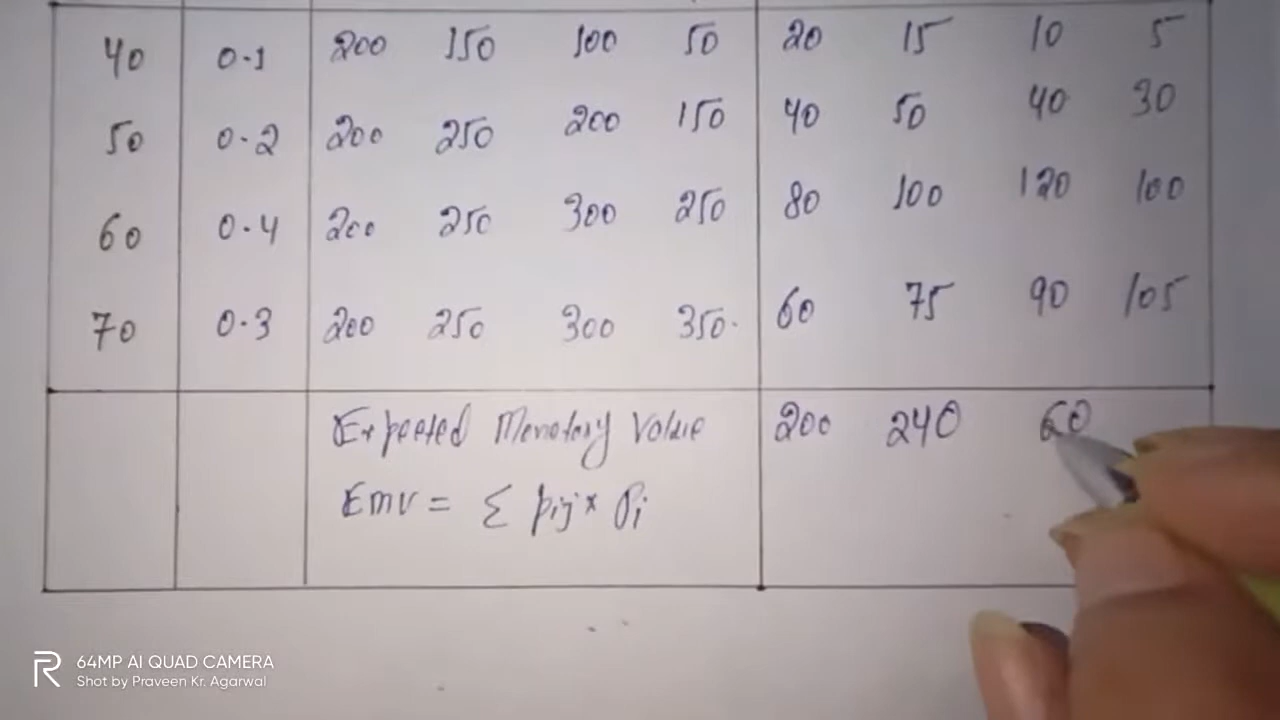 40 0.1 200 150 100 50 20 15 10 5
50 0.2 200 250 200 150 40 50 40 30
60 0.4 200 250 300 250 80 100 120 100
70 0.3 200 250 300 350. 60 75 90 105
Expected Monetary Value 200 240 60
Emv = Σ pij × Pi
64MP AI QUAD CAMERA
Shot by Praveen Kr. Agarwal